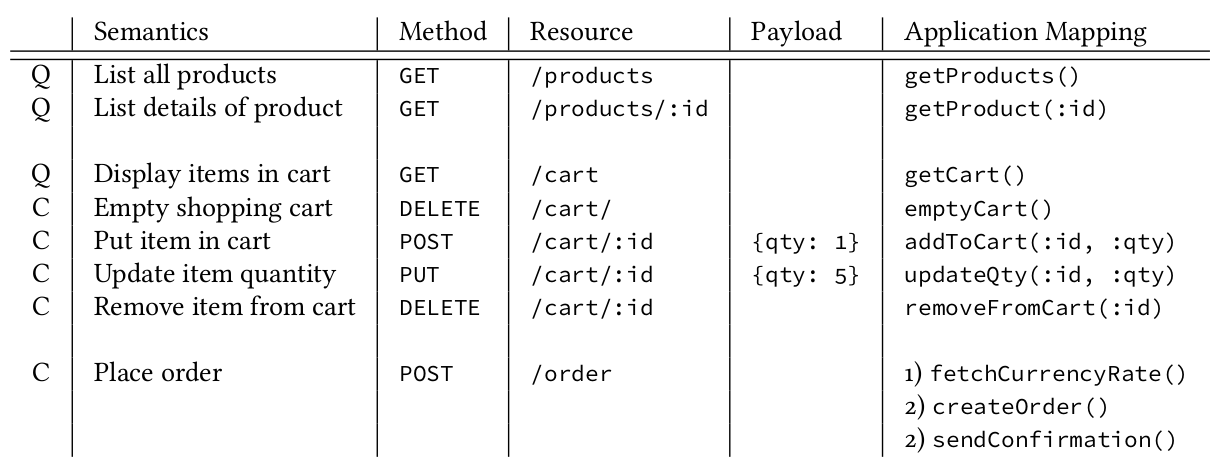 Semantics Method Resource Payload Application Mapping
Q List all products GET /products getProducts()
Q List details of product GET /products/:id getProduct(:id)
Q Display items in cart GET /cart getCart()
C Empty shopping cart DELETE /cart/ emptyCart()
C Put item in cart POST /cart/:id {qty: 1} addToCart(:id, :qty)
C Update item quantity PUT /cart/:id {qty: 5} updateQty(:id, :qty)
C Remove item from cart DELETE /cart/:id removeFromCart(:id)
C Place order POST /order 1) fetchCurrencyRate()
2) createOrder()
2) sendConfirmation()